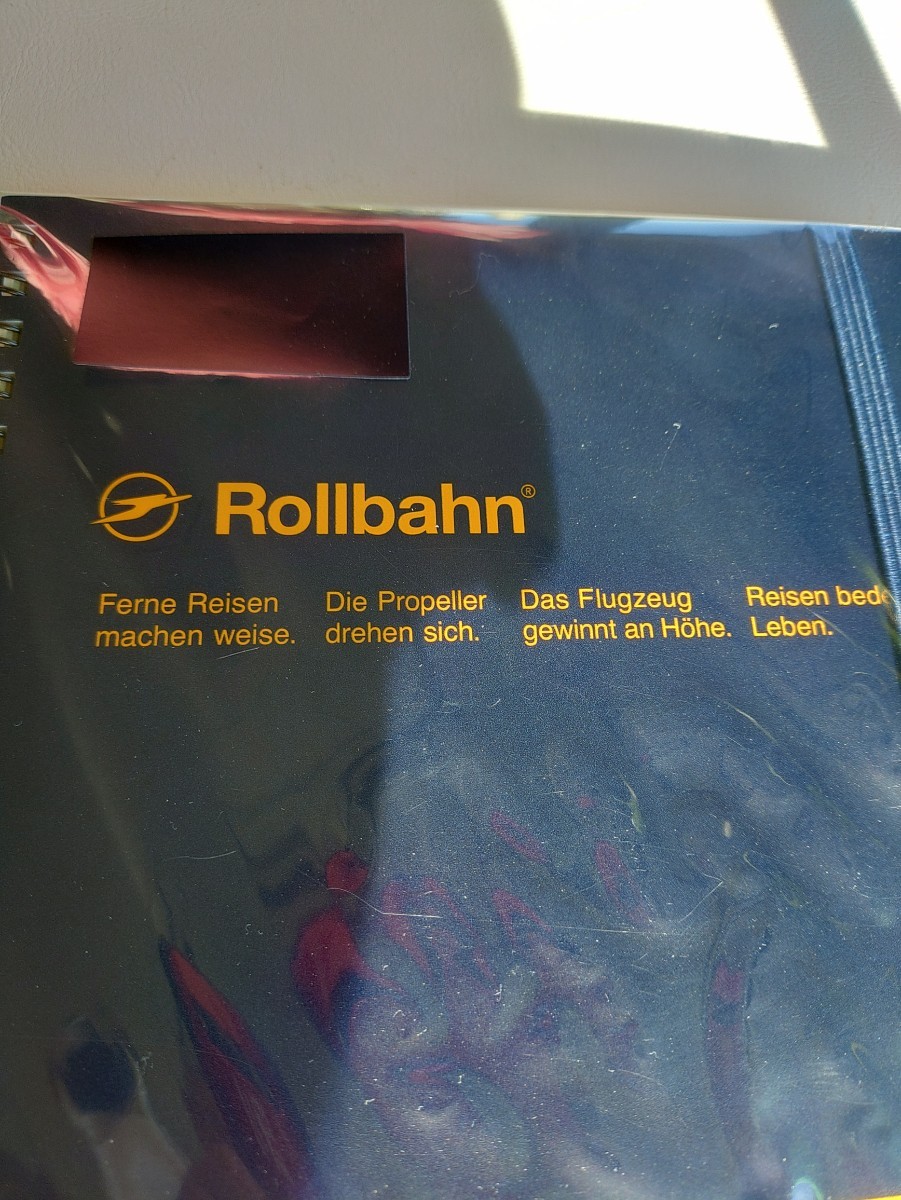 Rollbahn®
Ferne Reisen
machen weise.
Die Propeller
drehen sich.
Das Flugzeug
gewinnt an Höhe.
Reisen
Leben.